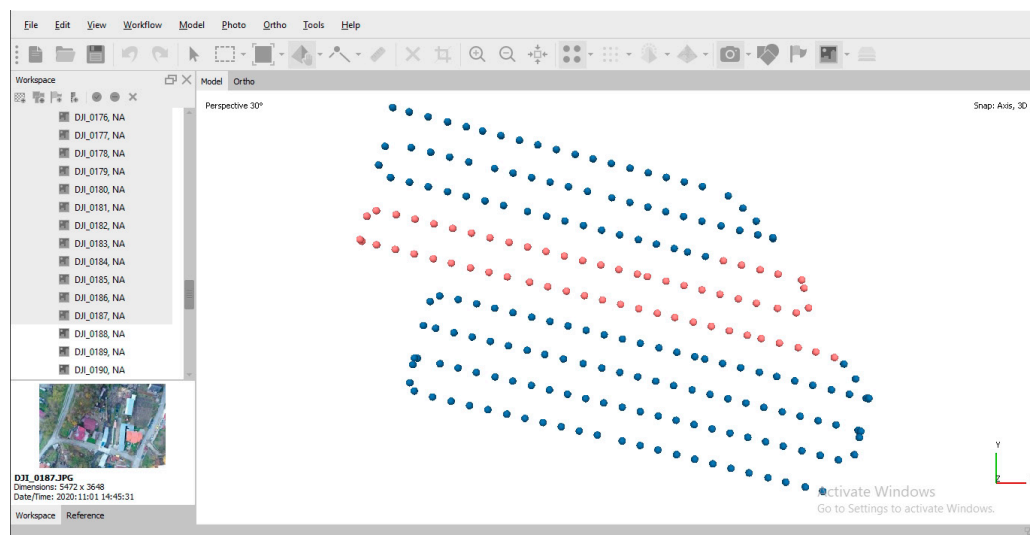 File Edit View Workflow Model Photo Ortho Tools Help
Workspace
Model Ortho
Perspective 30°
Snap: Axis, 3D
DJI_0176, NA
DJI_0177, NA
DJI_0178, NA
DJI_0179, NA
DJI_0180, NA
DJI_0181, NA
DJI_0182, NA
DJI_0183, NA
DJI_0184, NA
DJI_0185, NA
DJI_0186, NA
DJI_0187, NA
DJI_0188, NA
DJI_0189, NA
DJI_0190, NA
DJI_0187.JPG
Dimensions: 5472 x 3648
Date/Time: 2020:11:01 14:45:31
Workspace Reference
Y
Z
Activate Windows
Go to Settings to activate Windows.